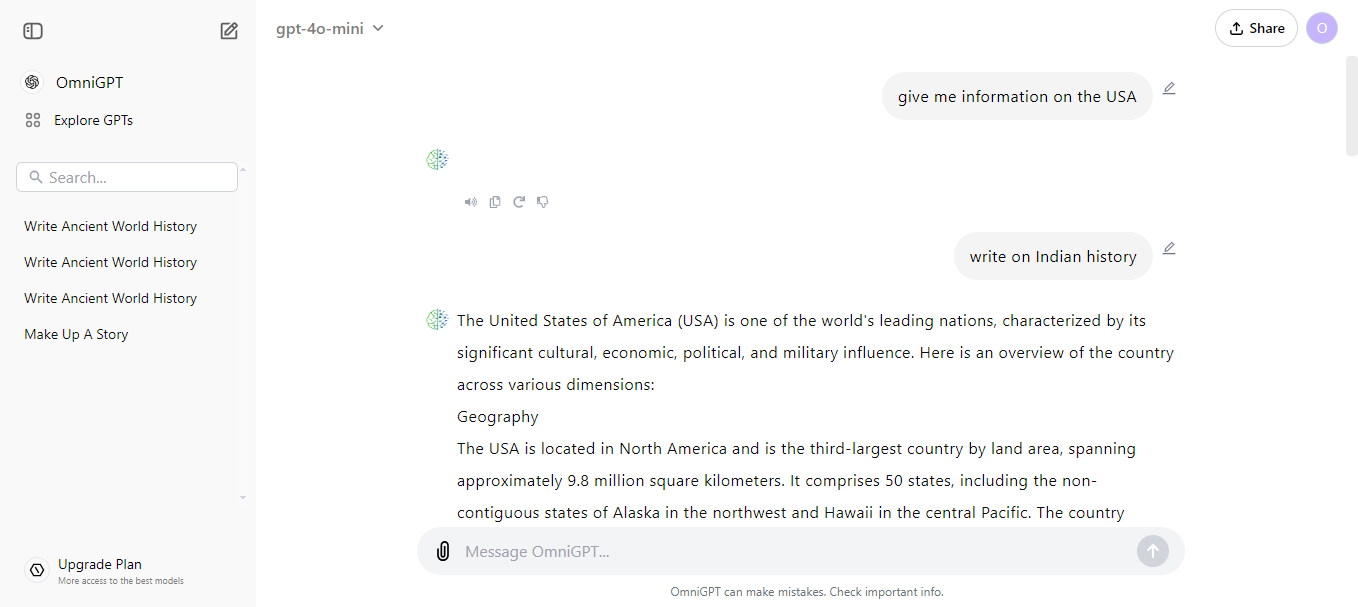 gpt-4o-mini
Share
O
OmniGPT
Explore GPTs
Search...
Write Ancient World History
Write Ancient World History
Write Ancient World History
Make Up A Story
Upgrade Plan
More access to the best models
give me information on the USA
write on Indian history
The United States of America (USA) is one of the world's leading nations, characterized by its
significant cultural, economic, political, and military influence. Here is an overview of the country
across various dimensions:
Geography
The USA is located in North America and is the third-largest country by land area, spanning
approximately 9.8 million square kilometers. It comprises 50 states, including the non-
contiguous states of Alaska in the northwest and Hawaii in the central Pacific. The country
Message OmniGPT...
OmniGPT can make mistakes. Check important info.